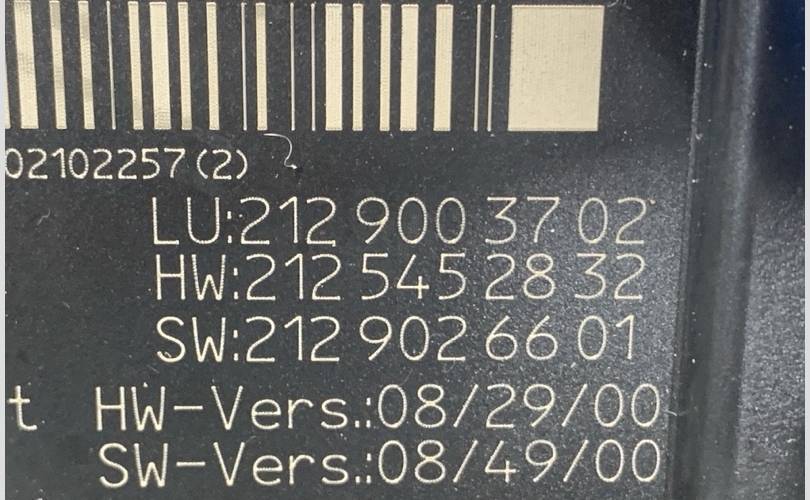 02102257(2)
LU:212 900 37 02
HW:212 545 28 32
SW:212 902 66 01
t HW-Vers.:08/29/00
SW-Vers.:08/49/00